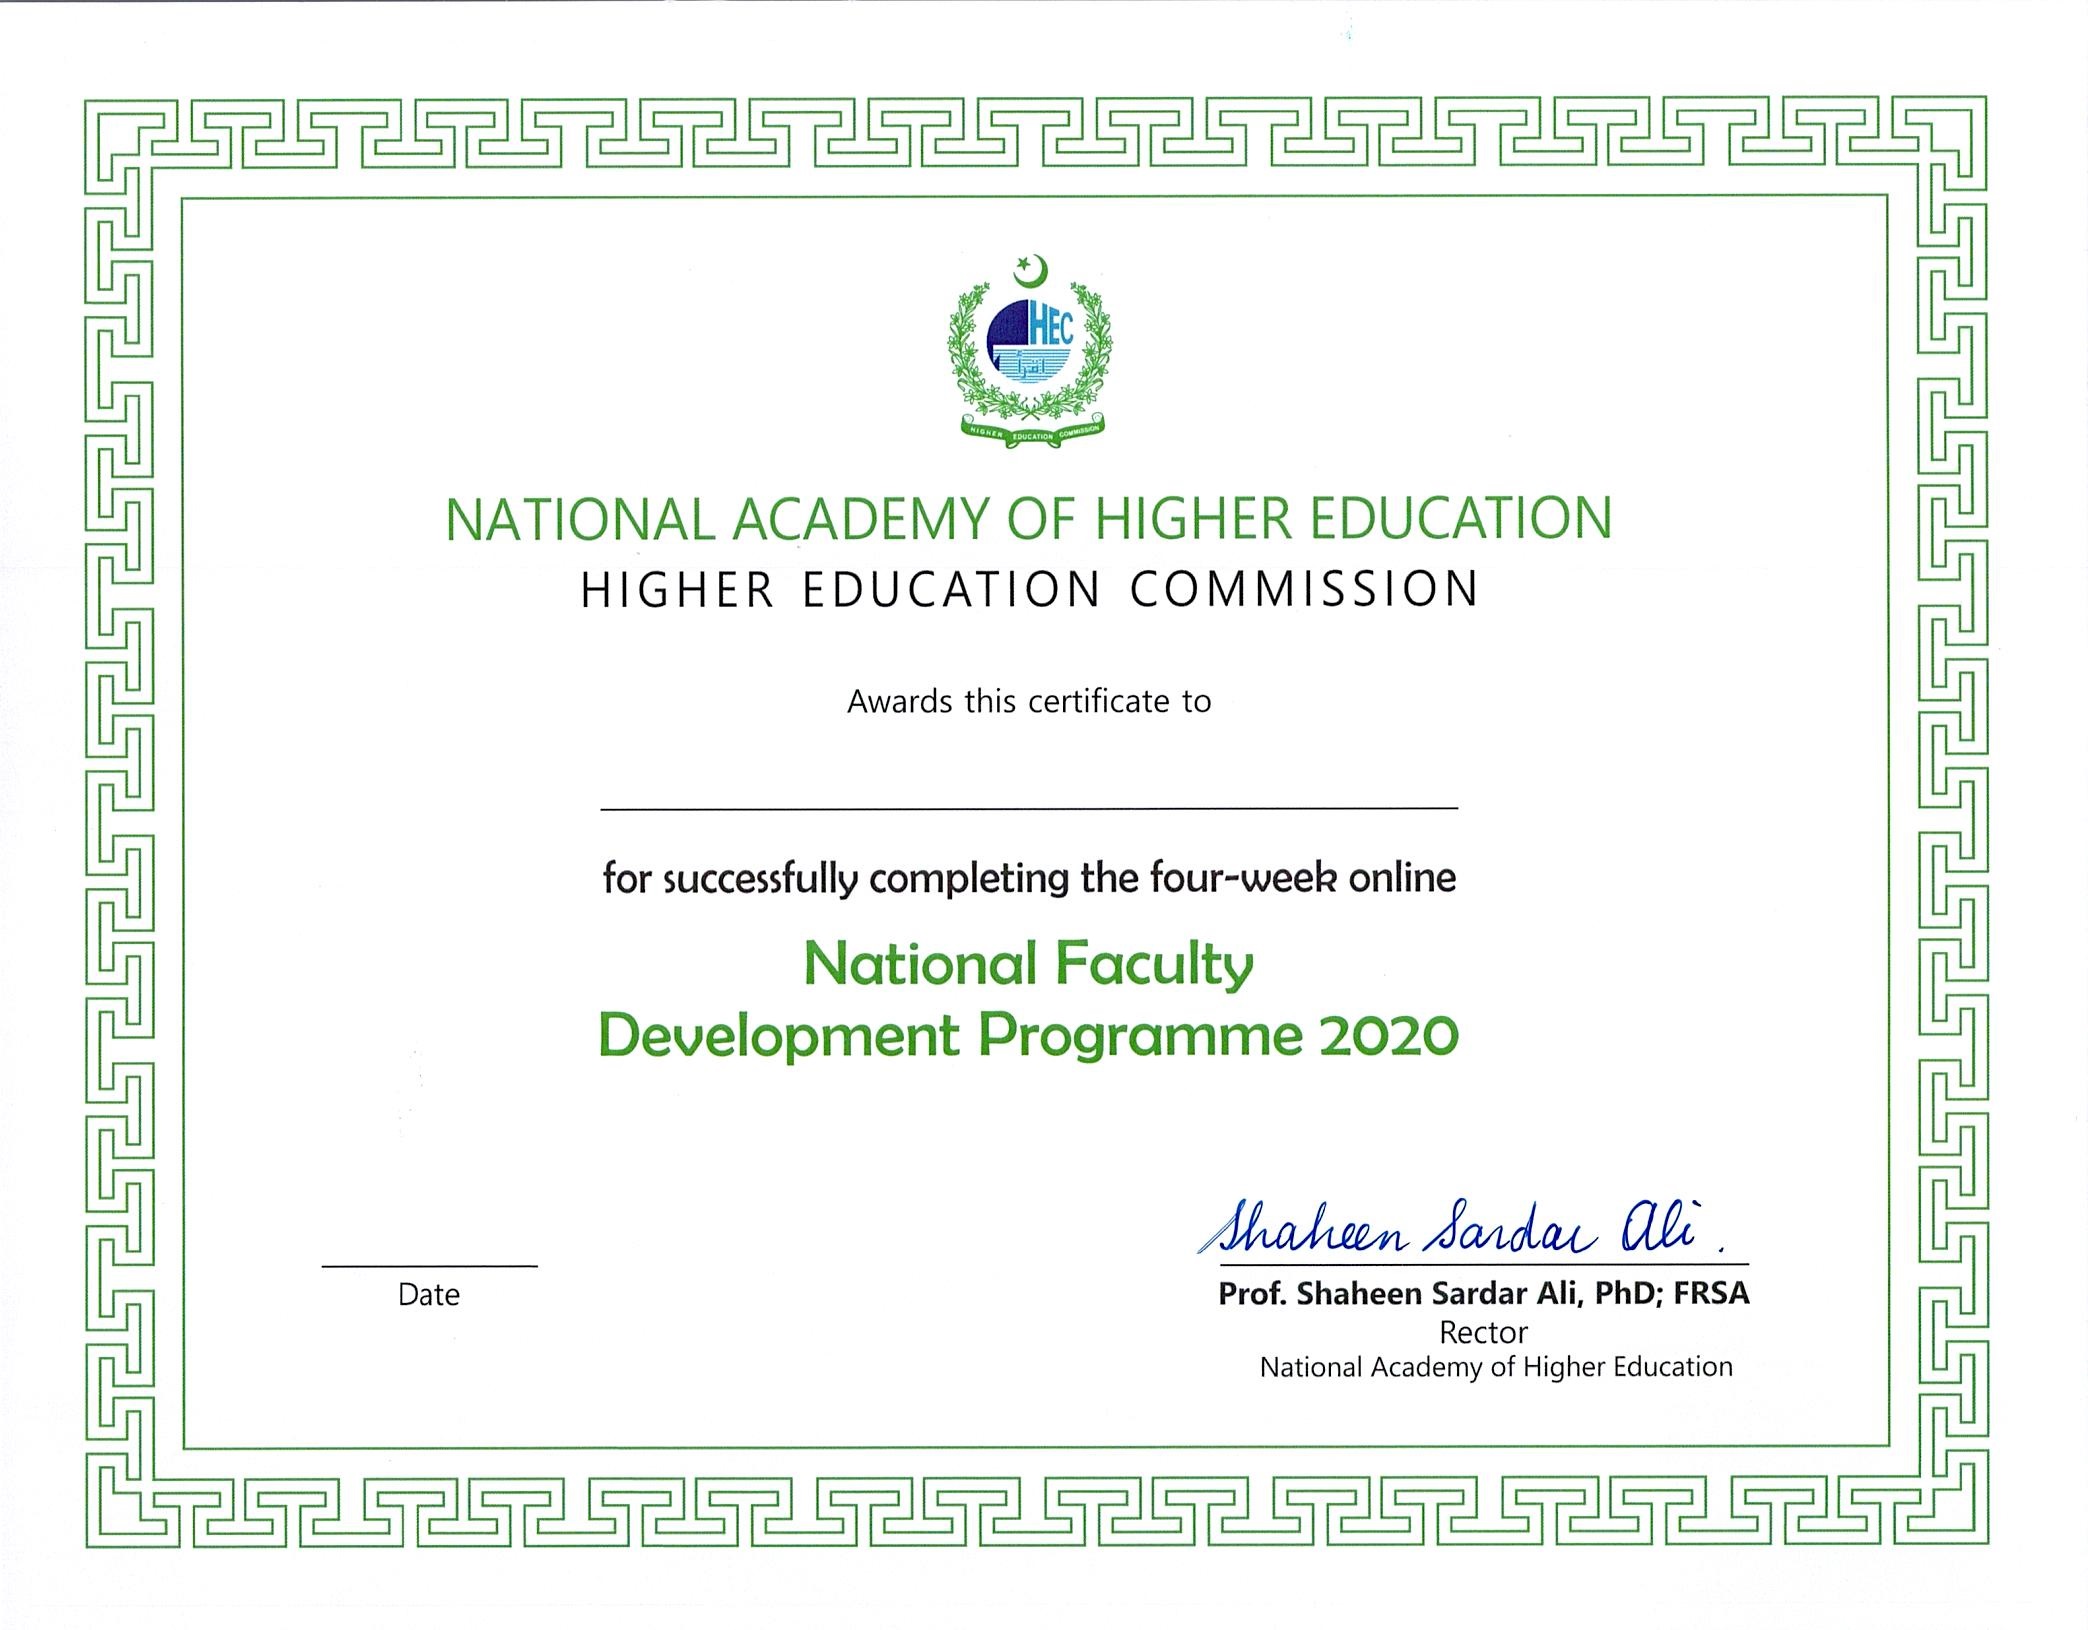 HEC
اقرأ
HIGHER EDUCATION COMMISSION
NATIONAL ACADEMY OF HIGHER EDUCATION
HIGHER EDUCATION COMMISSION
Awards this certificate to
for successfully completing the four-week online
National Faculty
Development Programme 2020
Shaheen Sardar Ali.
Date
Prof. Shaheen Sardar Ali, PhD; FRSA
Rector
National Academy of Higher Education